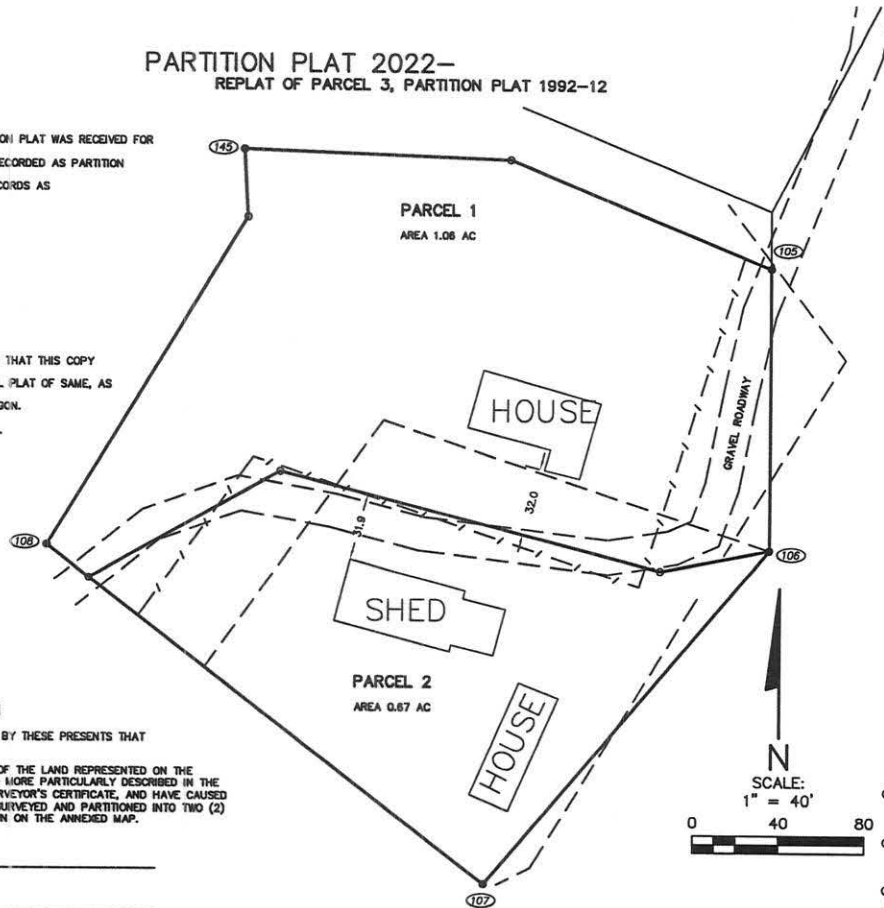 PARTITION PLAT 2022–
REPLAT OF PARCEL 3, PARTITION PLAT 1992–12
ON PLAT WAS RECEIVED FOR
ECORDED AS PARTITION
CORDS AS
145
PARCEL 1
AREA 1.06 AC
105
THAT THIS COPY
PLAT OF SAME, AS
GON.
HOUSE
GRAVEL ROADWAY
32.0
31.9
108
106
SHED
PARCEL 2
AREA 0.67 AC
HOUSE
BY THESE PRESENTS THAT
OF THE LAND REPRESENTED ON THE
MORE PARTICULARLY DESCRIBED IN THE
RVEYOR'S CERTIFICATE, AND HAVE CAUSED
SURVEYED AND PARTITIONED INTO TWO (2)
N ON THE ANNEXED MAP.
N
SCALE:
1" = 40'
0 40 80
107